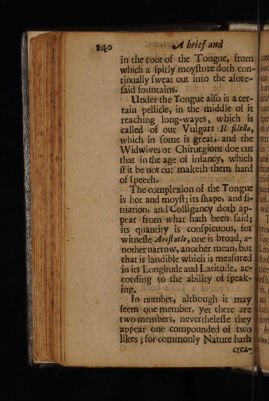 240 A brief and
in the root of the Tongue, from
which a spitly moysture doth con-
tinually sweat out into the afore-
said fountains.
Under the Tongue also is a cer-
tain pellicle, in the middle of it
reaching long-wayes, which is
called of our Vulgars Il filello,
which in some is great, and the
Widwives or Chirurgions doe cut
that in the age of infancy, which
if it be not cut maketh them hard
of speech.
The complexion of the Tongue
is hot and moyst; its shape, and si-
tuation, and Colligancy doth ap-
pear from what hath been said;
its quantity is conspicuous, for
witnesse Aristotle, one is broad, a-
nother narrow, another mean, but
that is laudible which is measured
in its Longitude and Latitude, ac-
cording to the ability of speak-
ing.
In number, although it may
seem one member, yet there are
two members, neverthelesse they
appear one compounded of two
likes; for commonly Nature hath
crea-